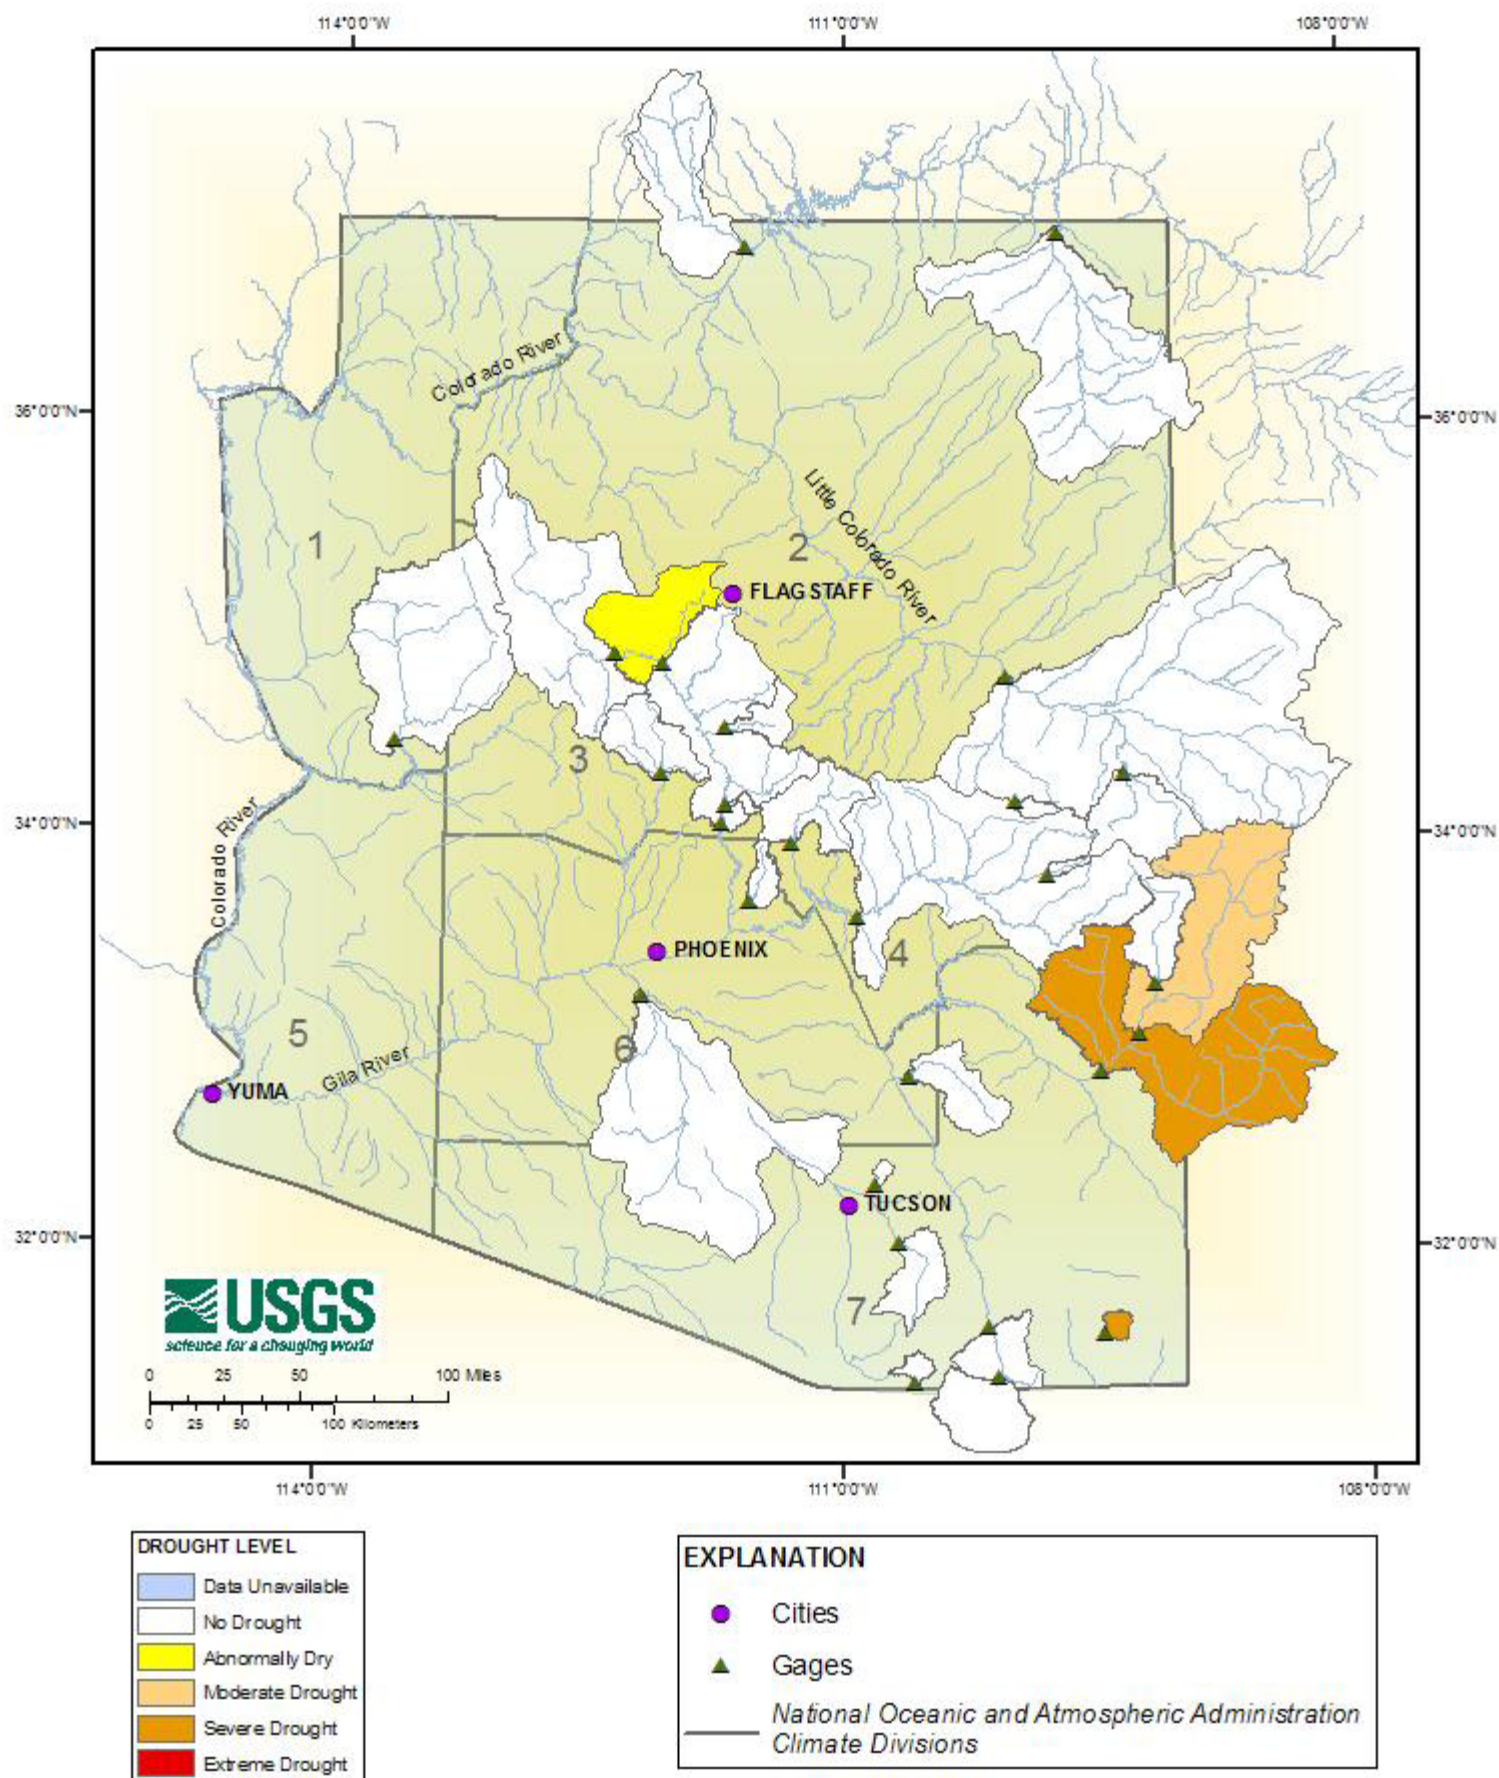 114°0'0"W 111°0'0"W 108°0'0"W
Colorado River
36°0'0"N 36°0'0"N
Little Colorado River
1
2
FLAGSTAFF
3
Colorado River
34°0'0"N 34°0'0"N
PHOENIX
4
5
6
Gila River
YUMA
TUCSON
32°0'0"N 32°0'0"N
USGS
science for a changing world
7
0 25 50 100 Miles
0 25 50 100 Kilometers
114°0'0"W 111°0'0"W 108°0'0"W
DROUGHT LEVEL
Data Unavailable
No Drought
Abnormally Dry
Moderate Drought
Severe Drought
Extreme Drought
EXPLANATION
Cities
Gages
National Oceanic and Atmospheric Administration
Climate Divisions